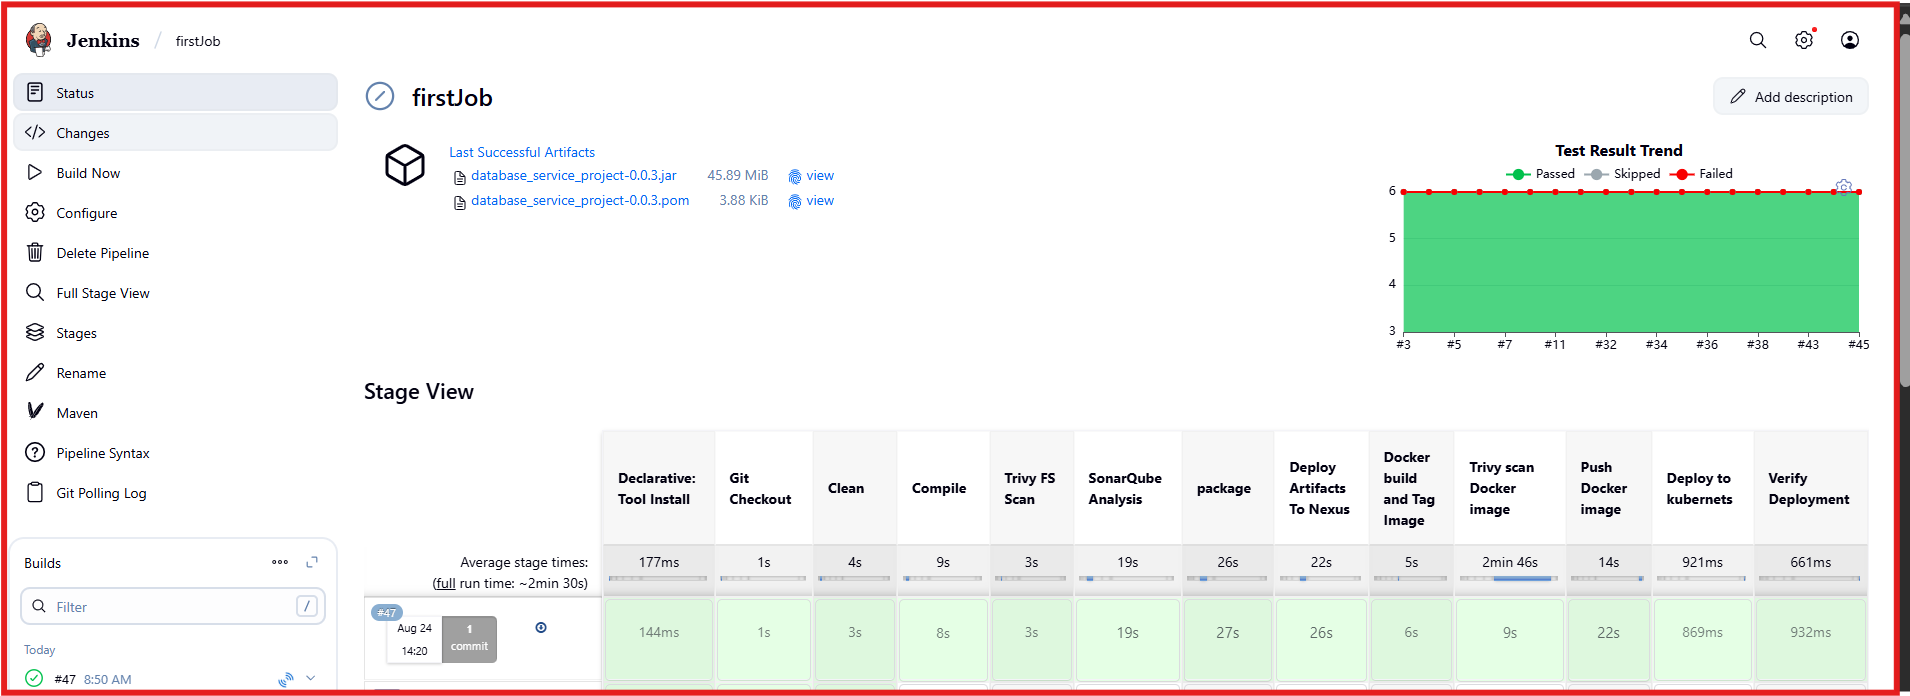 Jenkins / firstJob
Status
Changes
Build Now
Configure
Delete Pipeline
Full Stage View
Stages
Rename
Maven
Pipeline Syntax
Git Polling Log
Builds
Filter /
Today
#47 8:50 AM
firstJob
Add description
Last Successful Artifacts
database_service_project-0.0.3.jar 45.89 MiB view
database_service_project-0.0.3.pom 3.88 KiB view
Test Result Trend
Passed Skipped Failed
6
5
4
3
#3 #5 #7 #11 #32 #34 #36 #38 #43 #45
Stage View
Declarative: Tool Install
Git Checkout
Clean
Compile
Trivy FS Scan
SonarQube Analysis
package
Deploy Artifacts To Nexus
Docker build and Tag Image
Trivy scan Docker image
Push Docker image
Deploy to kubernetes
Verify Deployment
Average stage times:
(full run time: ~2min 30s)
177ms 1s 4s 9s 3s 19s 26s 22s 5s 2min 46s 14s 921ms 661ms
#47
Aug 24
14:20
1
commit
144ms 1s 3s 8s 3s 19s 27s 26s 6s 9s 22s 869ms 932ms